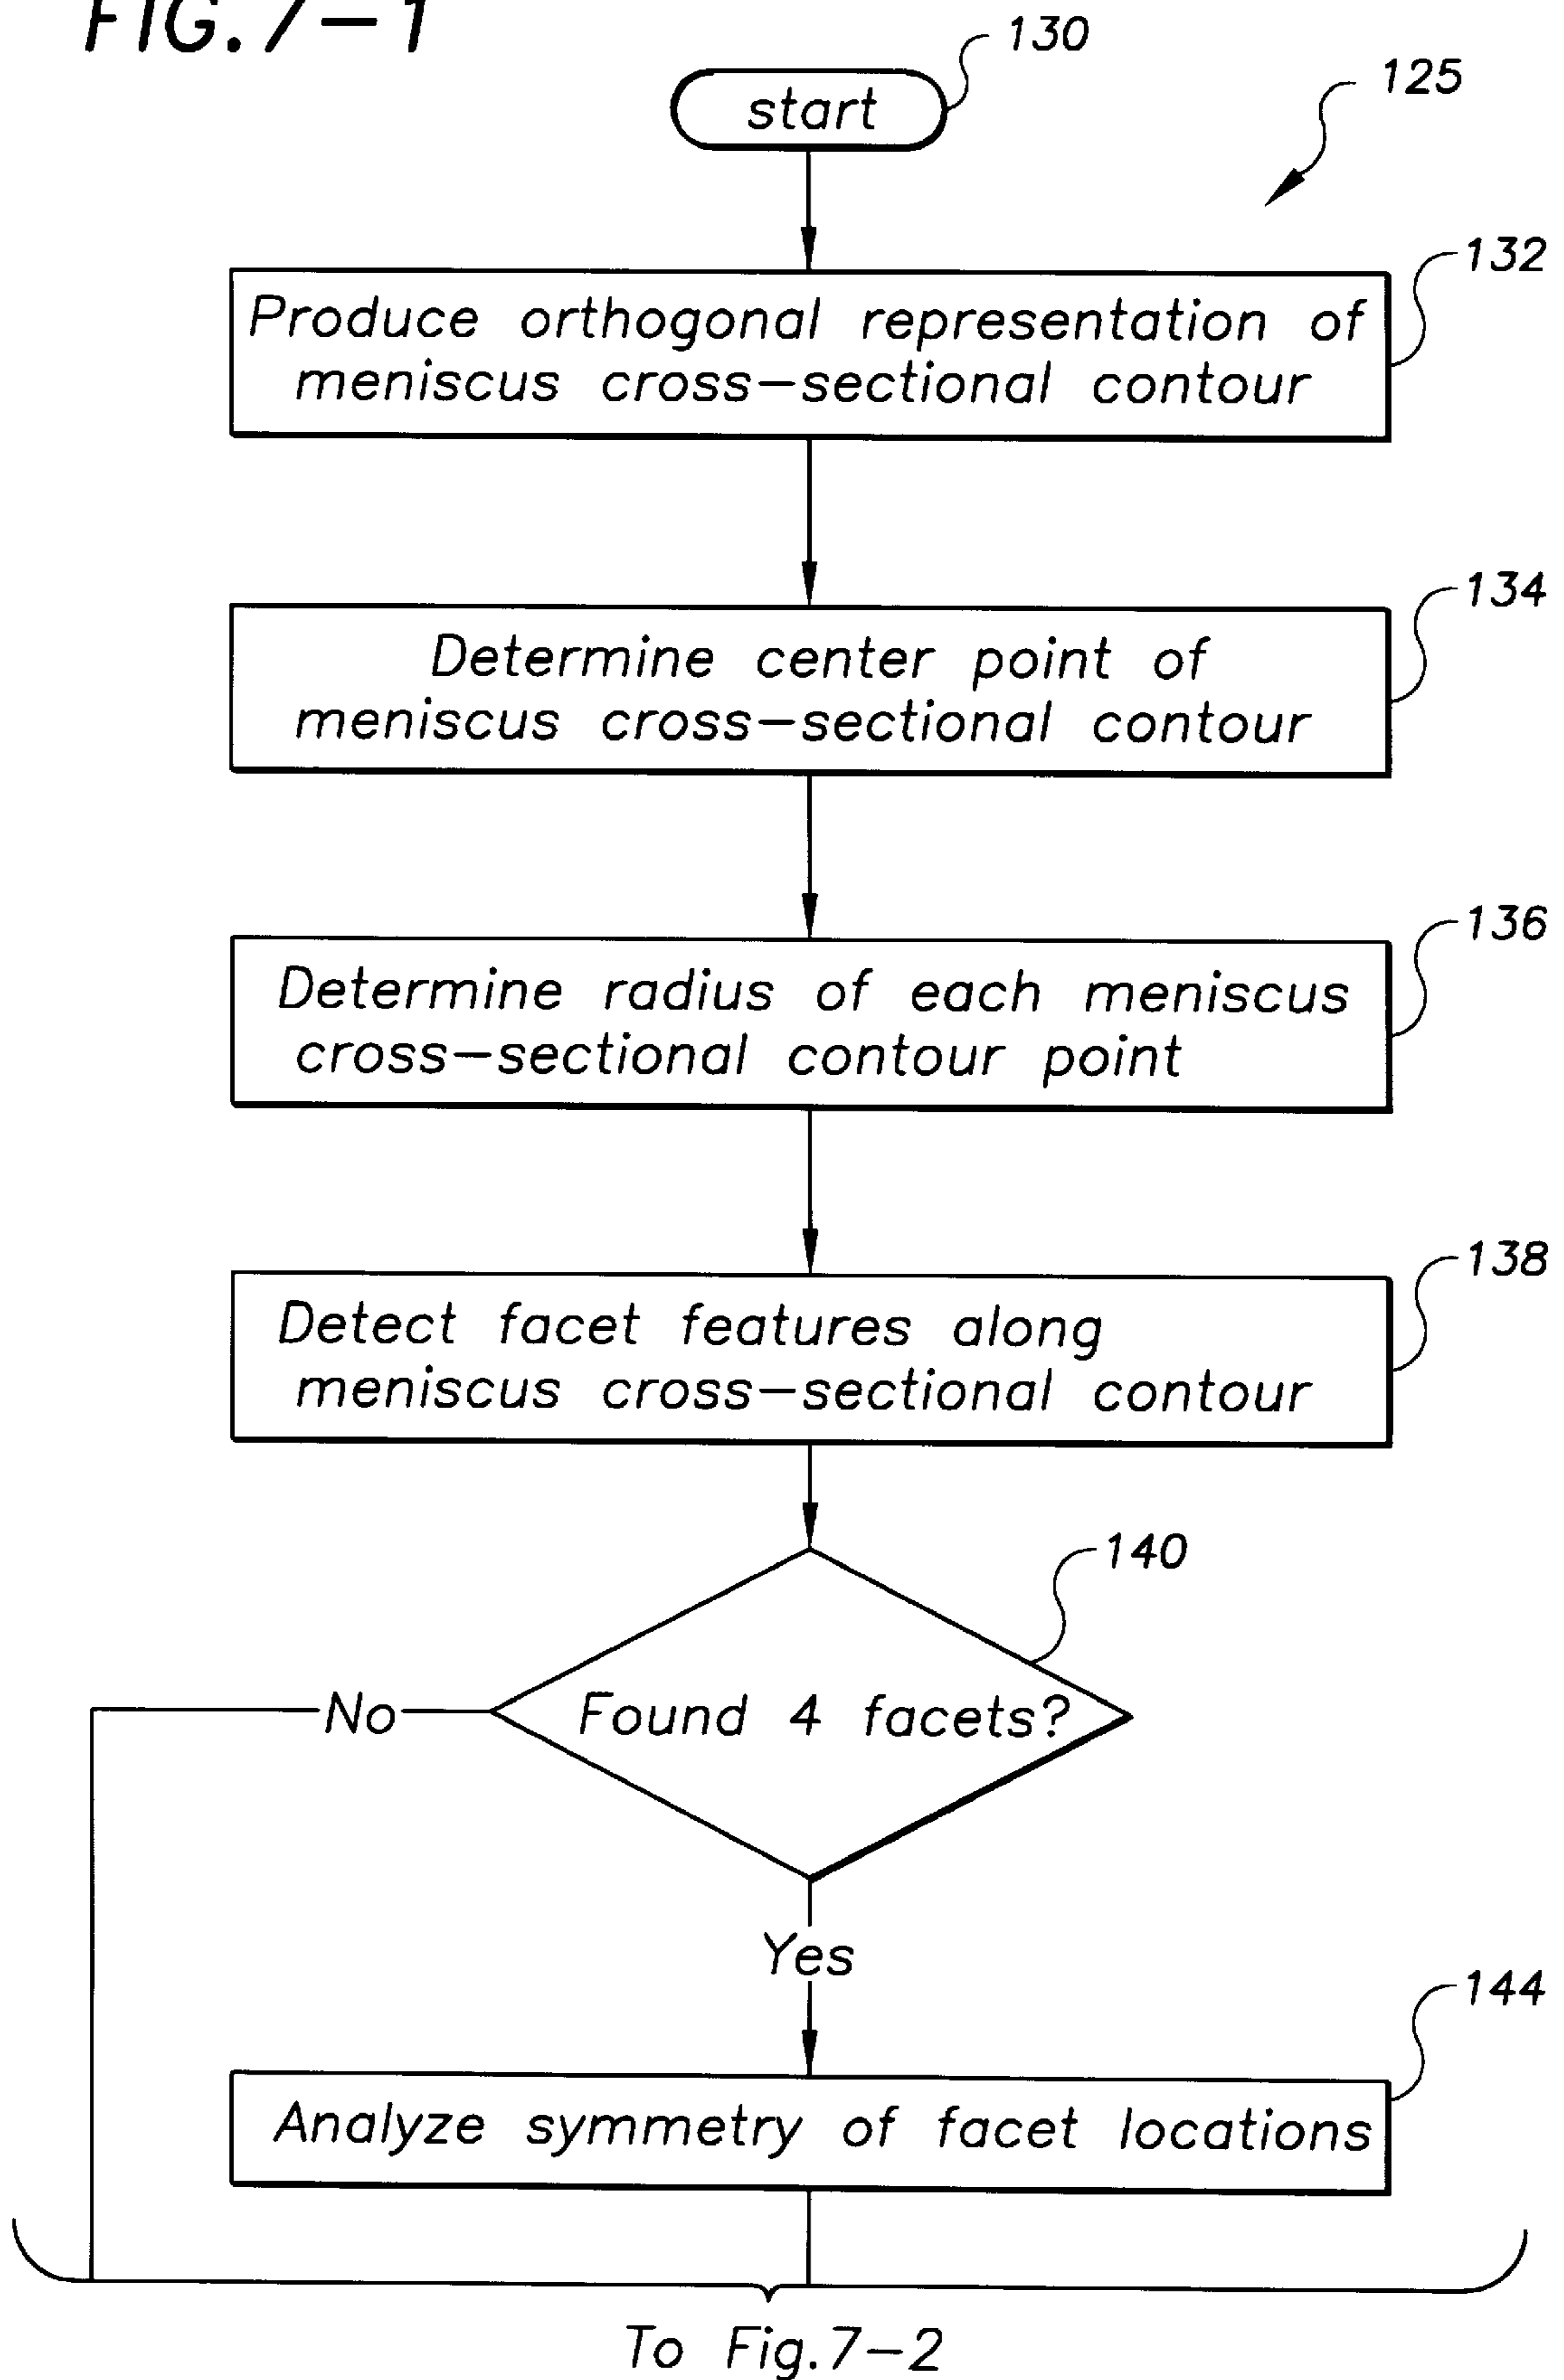 FIG.7-1
130
125
start
132
Produce orthogonal representation of
meniscus cross-sectional contour
134
Determine center point of
meniscus cross-sectional contour
136
Determine radius of each meniscus
cross-sectional contour point
138
Detect facet features along
meniscus cross-sectional contour
140
No
Found 4 facets?
Yes
144
Analyze symmetry of facet locations
To Fig.7-2